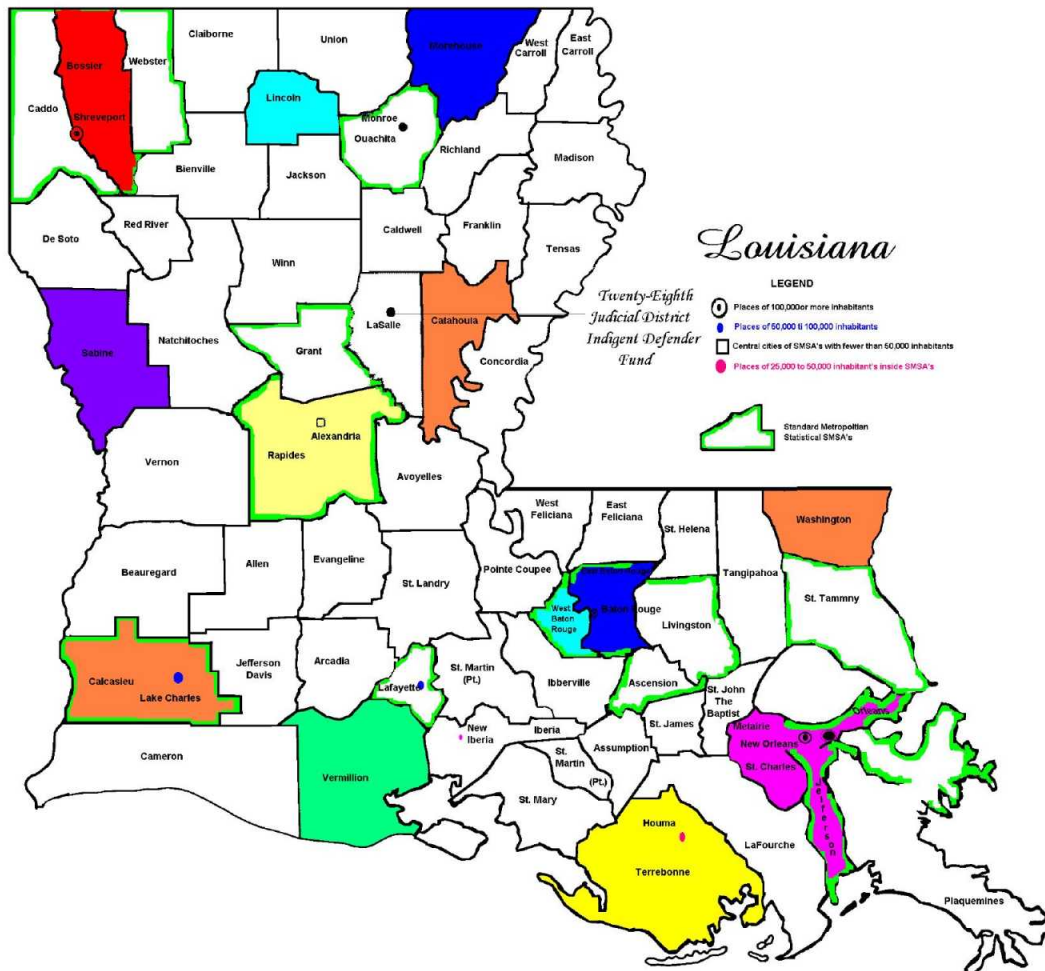 Claiborne
Union
Morehouse
West
Carroll
East
Carroll
Bossier
Webster
Caddo
Shreveport
Lincoln
Monroe
Ouachita
Richland
Madison
Bienville
Jackson
De Soto
Red River
Winn
Caldwell
Franklin
Tensas
Louisiana
LEGEND
Places of 100,000or more inhabitants
Places of 50,000 ti 100,000 inhabitants
Central cities of SMSA's with fewer than 50,000 inhabitants
Places of 25,000 to 50,000 inhabitant's inside SMSA's
Standard Metropoltian
Statistical SMSA's
Twenty-Eighth
Judicial District
Indigent Defender
Fund
Sabine
Natchitoches
Grant
LaSalle
Catahoula
Concordia
Alexandria
Rapides
Vernon
Avoyelles
West
Feliciana
East
Feliciana
St. Helena
Washington
Beauregard
Allen
Evangeline
St. Landry
Pointe Coupee
Tangipahoa
St. Tammny
West
Baton
Rouge
Baton Rouge
Livingston
Calcasieu
Lake Charles
Jefferson
Davis
Arcadia
Lafayette
St. Martin
(Pt.)
Ibberville
Ascension
St. John
The
Baptist
St. James
Orleans
Metairie
New Orleans
St. Charles
Jefferson
Cameron
Vermillion
New
Iberia
Iberia
St.
Martin
(Pt.)
Assumption
St. Mary
Houma
Terrebonne
LaFourche
Plaquemines